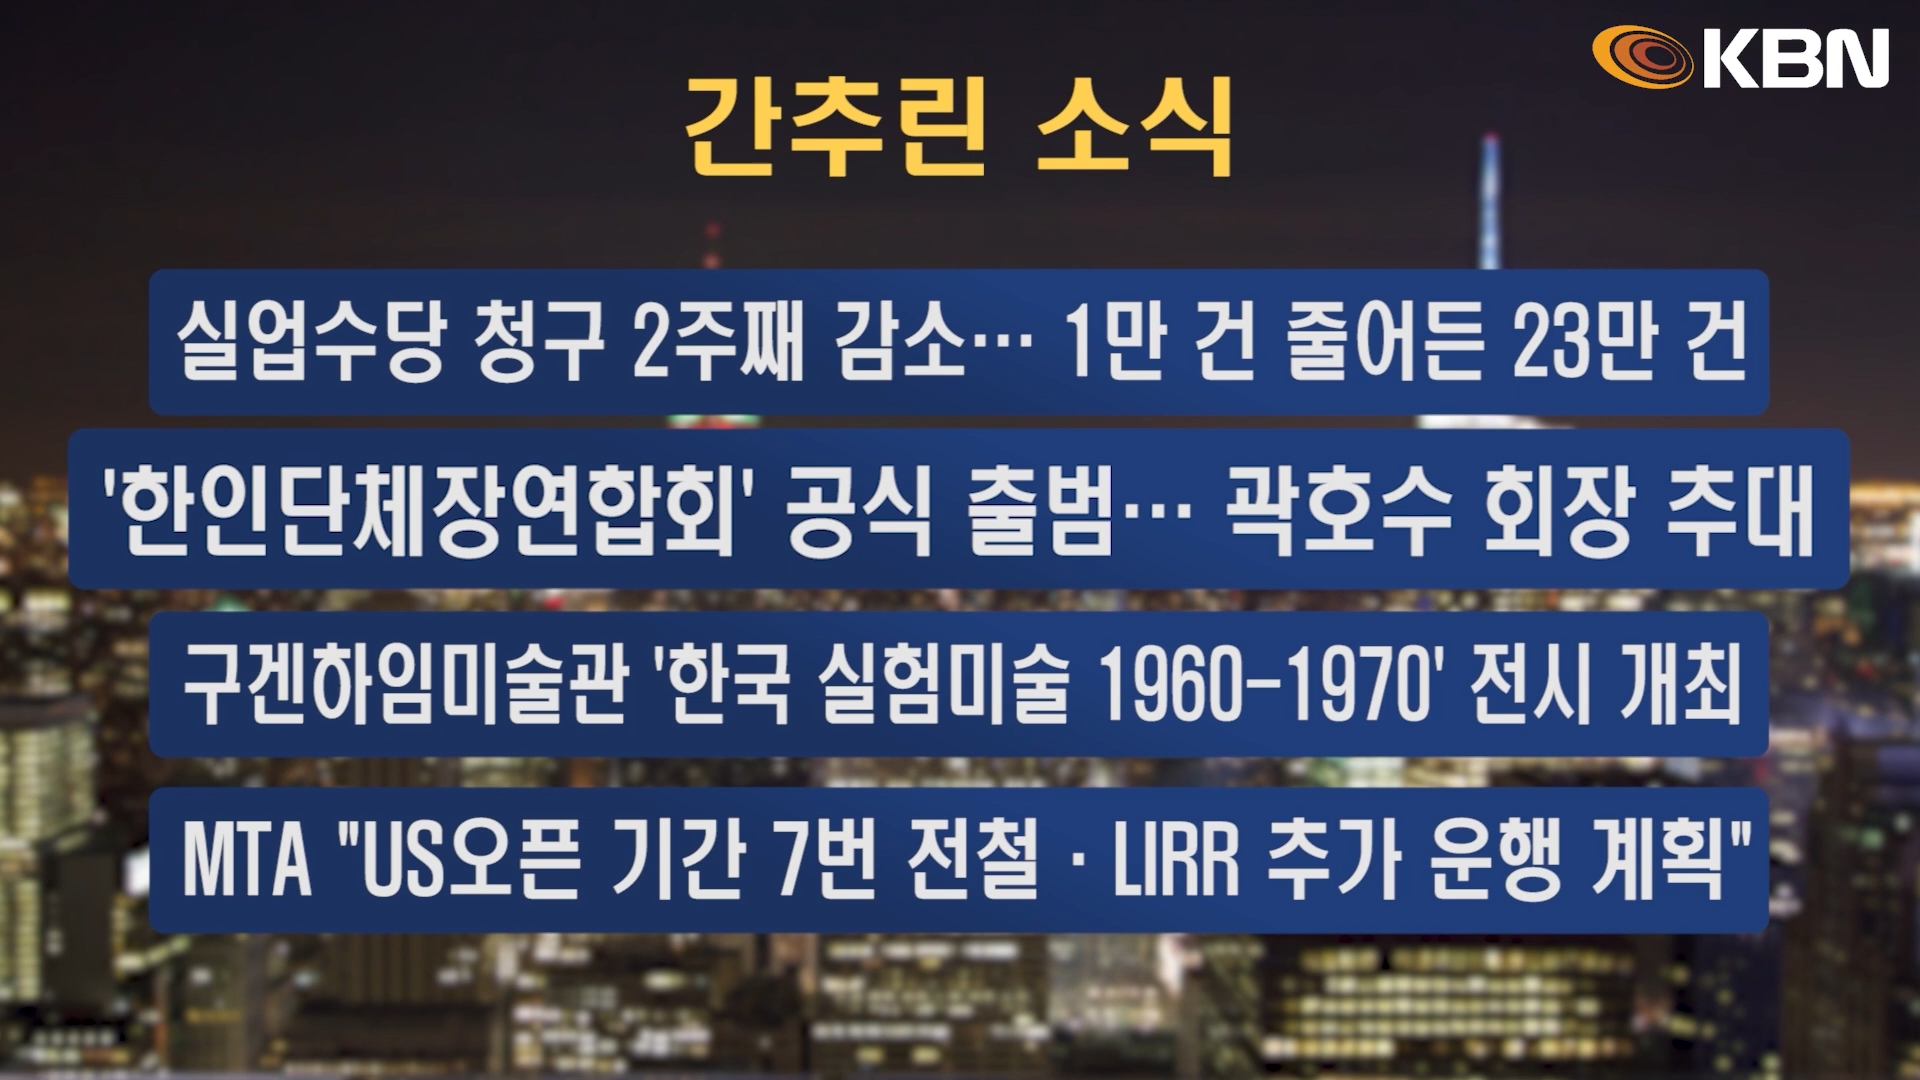 KBN
간추린 소식
실업수당 청구 2주째 감소… 1만 건 줄어든 23만 건
'한인단체장연합회' 공식 출범… 곽호수 회장 추대
구겐하임미술관 '한국 실험미술 1960-1970' 전시 개최
MTA "US오픈 기간 7번 전철·LIRR 추가 운행 계획"